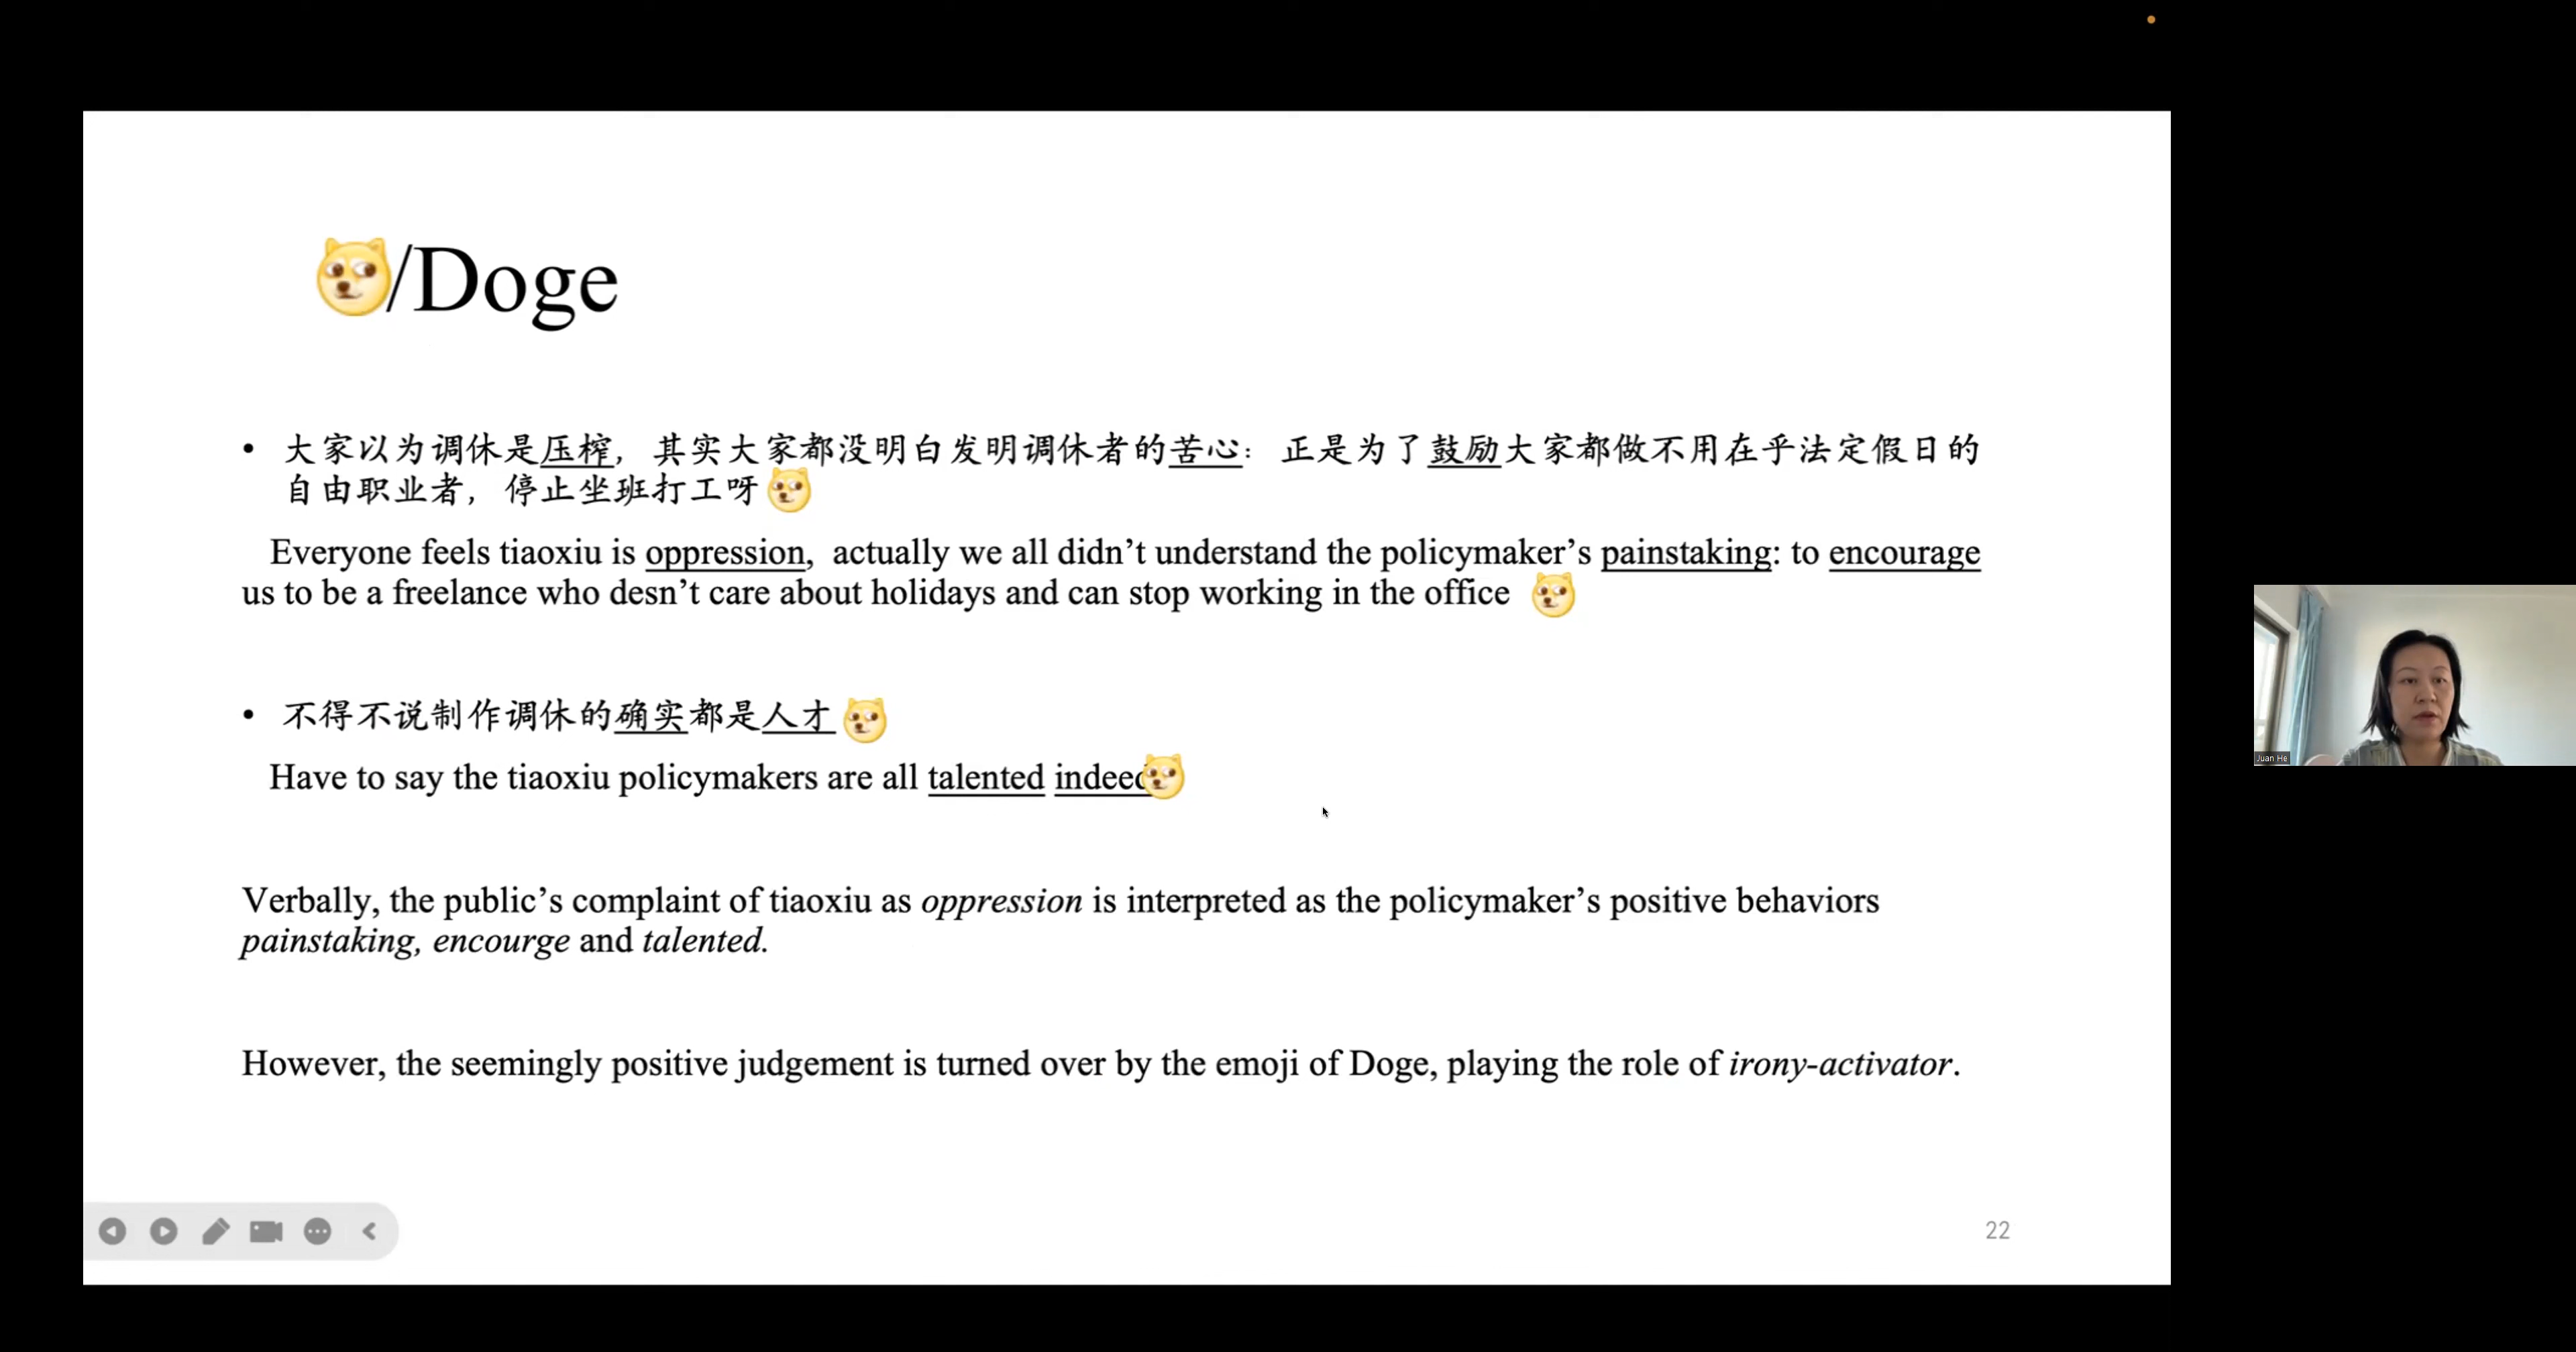 /Doge
• 大家以为调休是压榨，其实大家都没明白发明调休者的苦心：正是为了鼓励大家都做不用在乎法定假日的
自由职业者，停止坐班打工呀
Everyone feels tiaoxiu is oppression, actually we all didn’t understand the policymaker’s painstaking: to encourage
us to be a freelance who desn’t care about holidays and can stop working in the office
• 不得不说制作调休的确实都是人才
Have to say the tiaoxiu policymakers are all talented indeed
Verbally, the public’s complaint of tiaoxiu as oppression is interpreted as the policymaker’s positive behaviors
painstaking, encourge and talented.
However, the seemingly positive judgement is turned over by the emoji of Doge, playing the role of irony-activator.
22
Juan He